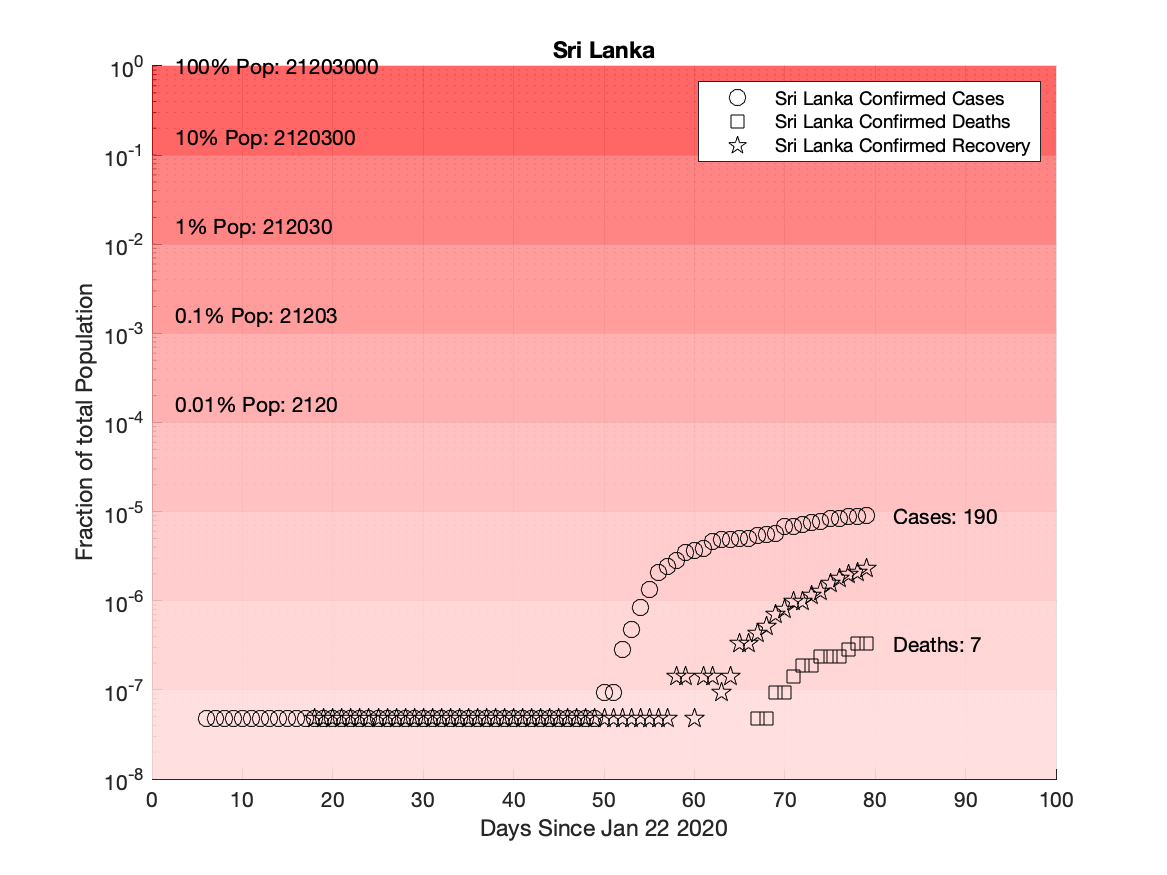 Sri Lanka
10^0
100% Pop: 21203000
Sri Lanka Confirmed Cases
Sri Lanka Confirmed Deaths
Sri Lanka Confirmed Recovery
10% Pop: 2120300
10^-1
1% Pop: 212030
10^-2
0.1% Pop: 21203
10^-3
0.01% Pop: 2120
10^-4
10^-5
Cases: 190
10^-6
Deaths: 7
10^-7
10^-8
Fraction of total Population
0 10 20 30 40 50 60 70 80 90 100
Days Since Jan 22 2020